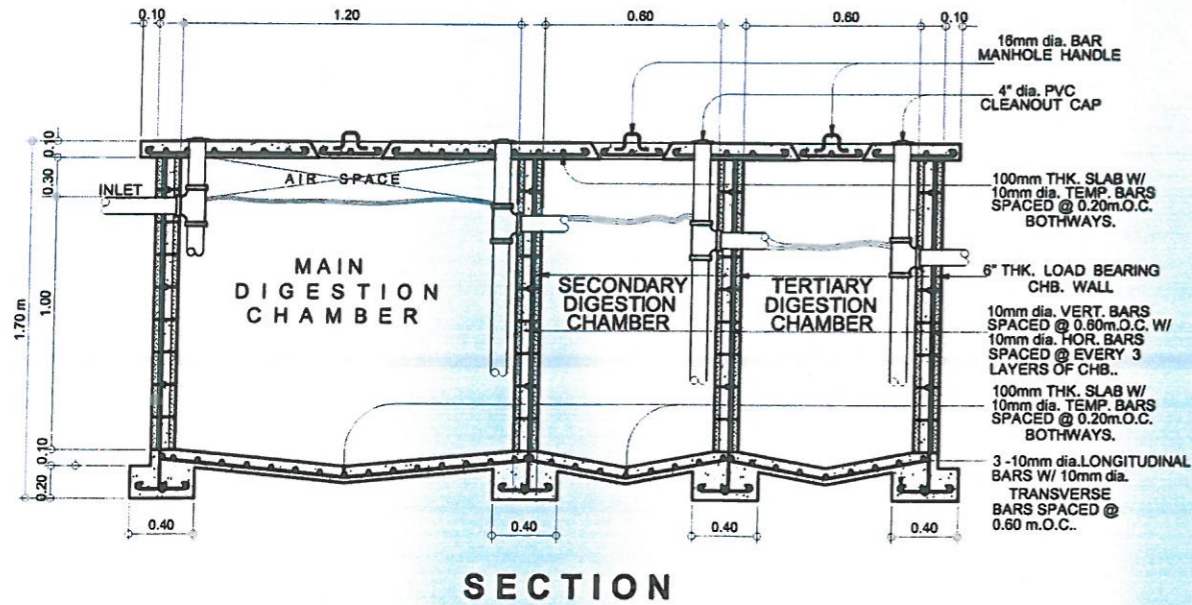 0.10
1.20
0.60
0.60
0.10
16mm dia. BAR
MANHOLE HANDLE
4" dia. PVC
CLEANOUT CAP
0.10
0.30
1.00
0.10
0.20
1.70 m
INLET
AIR SPACE
100mm THK. SLAB W/
10mm dia. TEMP. BARS
SPACED @ 0.20m.O.C.
BOTHWAYS.
MAIN
DIGESTION
CHAMBER
SECONDARY
DIGESTION
CHAMBER
TERTIARY
DIGESTION
CHAMBER
6" THK. LOAD BEARING
CHB. WALL
10mm dia. VERT. BARS
SPACED @ 0.60m.O.C. W/
10mm dia. HOR. BARS
SPACED @ EVERY 3
LAYERS OF CHB..
100mm THK. SLAB W/
10mm dia. TEMP. BARS
SPACED @ 0.20m.O.C.
BOTHWAYS.
3 -10mm dia.LONGITUDINAL
BARS W/ 10mm dia.
TRANSVERSE
BARS SPACED @
0.60 m.O.C..
0.40
0.40
0.40
0.40
SECTION